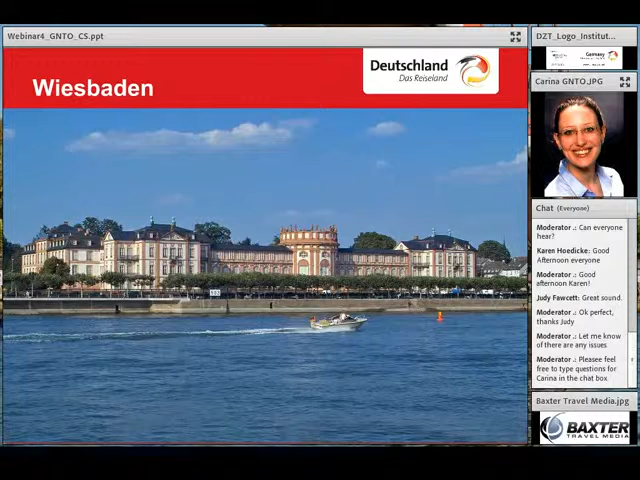 Webinar4_GNTO_CS.ppt
Wiesbaden
Deutschland
Das Reiseland
103
DZT_Logo_Institut...
Germany
Carina GNTO.JPG
Chat (Everyone)
Moderator .: Can everyone
hear?
Karen Hoedicke: Good
Afternoon everyone
Moderator .: Good
afternoon Karen!
Judy Fawcett: Great sound.
Moderator .: Ok perfect,
thanks Judy
Moderator .: Let me know
of there are any issues
Moderator .: Pleasee feel
free to type questions for
Carina in the chat box
Baxter Travel Media.jpg
BAXTER
TRAVEL MEDIA